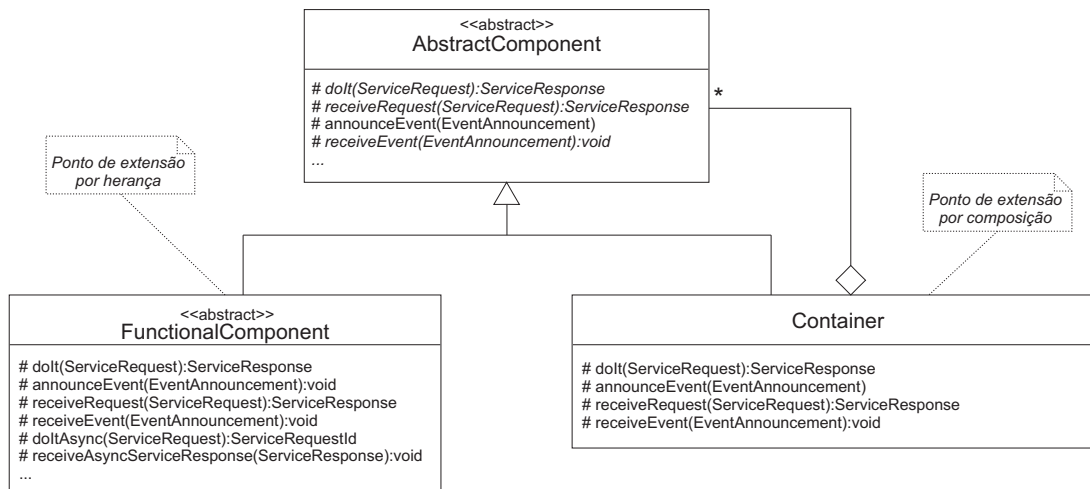 <<abstract>>
AbstractComponent
# doIt(ServiceRequest):ServiceResponse
# receiveRequest(ServiceRequest):ServiceResponse
# announceEvent(EventAnnouncement)
# receiveEvent(EventAnnouncement):void
...
*
Ponto de extensão
por herança
Ponto de extensão
por composição
<<abstract>>
FunctionalComponent
# doIt(ServiceRequest):ServiceResponse
# announceEvent(EventAnnouncement):void
# receiveRequest(ServiceRequest):ServiceResponse
# receiveEvent(EventAnnouncement):void
# doItAsync(ServiceRequest):ServiceRequestId
# receiveAsyncServiceResponse(ServiceResponse):void
...
Container
# doIt(ServiceRequest):ServiceResponse
# announceEvent(EventAnnouncement)
# receiveRequest(ServiceRequest):ServiceResponse
# receiveEvent(EventAnnouncement):void